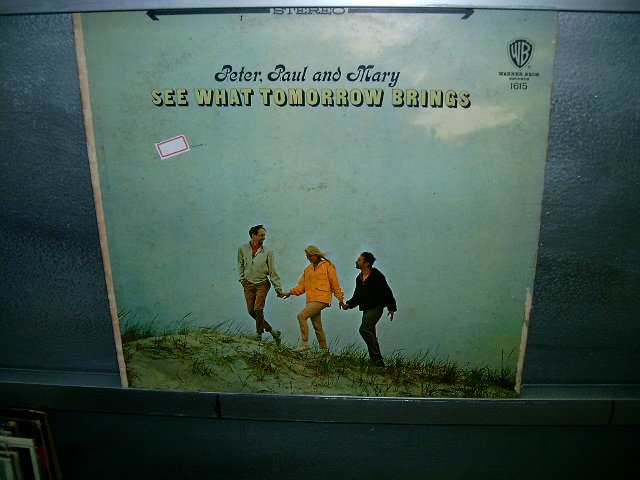 STEREO
Peter, Paul and Mary
SEE WHAT TOMORROW BRINGS
WB
WARNER BROS.
RECORDS
1615